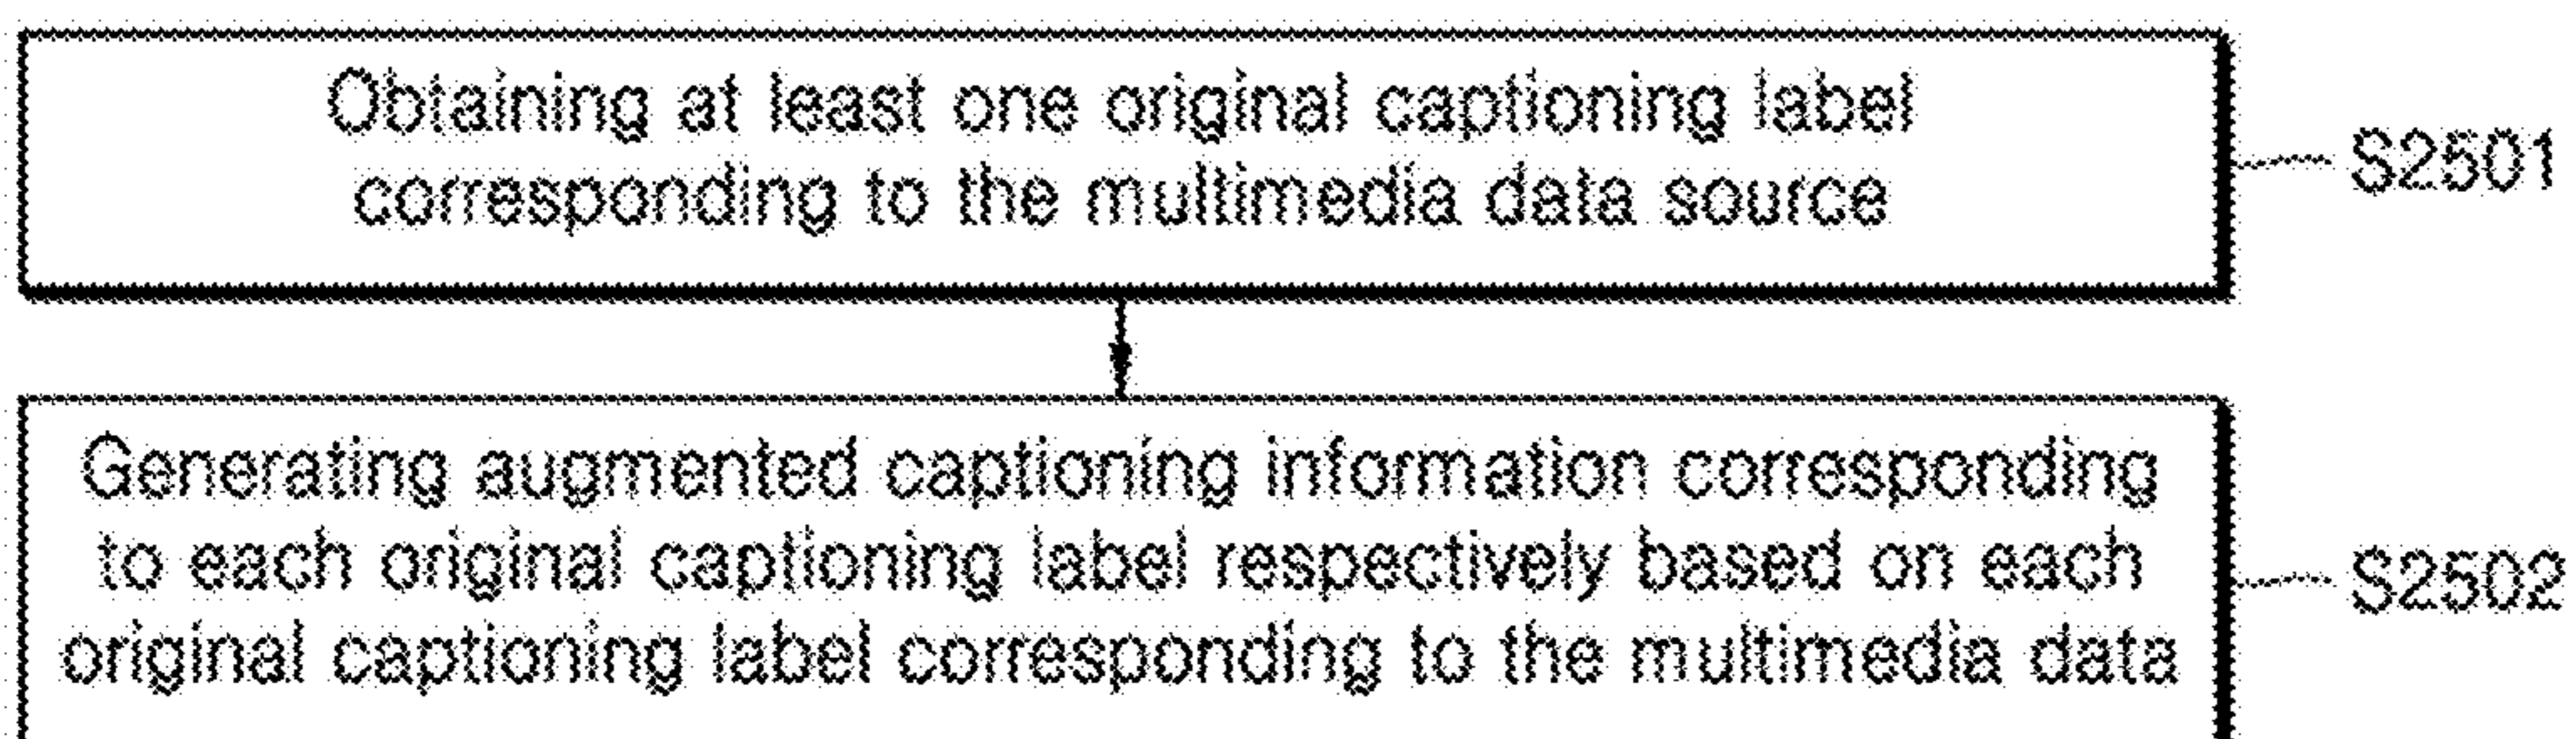 Obtaining at least one original captioning label
corresponding to the multimedia data source
S2501
Generating augmented captioning information corresponding
to each original captioning label respectively based on each
original captioning label corresponding to the multimedia data
S2502